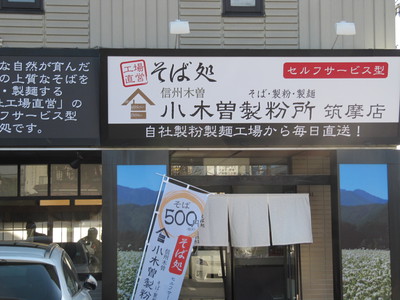 な自然が育んだ
の上質なそばを
・製麺する
工場直営」の
フサービス型
処です。
工場直営
そば処
セルフサービス型
信州木曽
そば・製粉・製麺
小木曽製粉所 筑摩店
自社製粉製麺工場から毎日直送！
そば
500
そば処
小木曽製粉